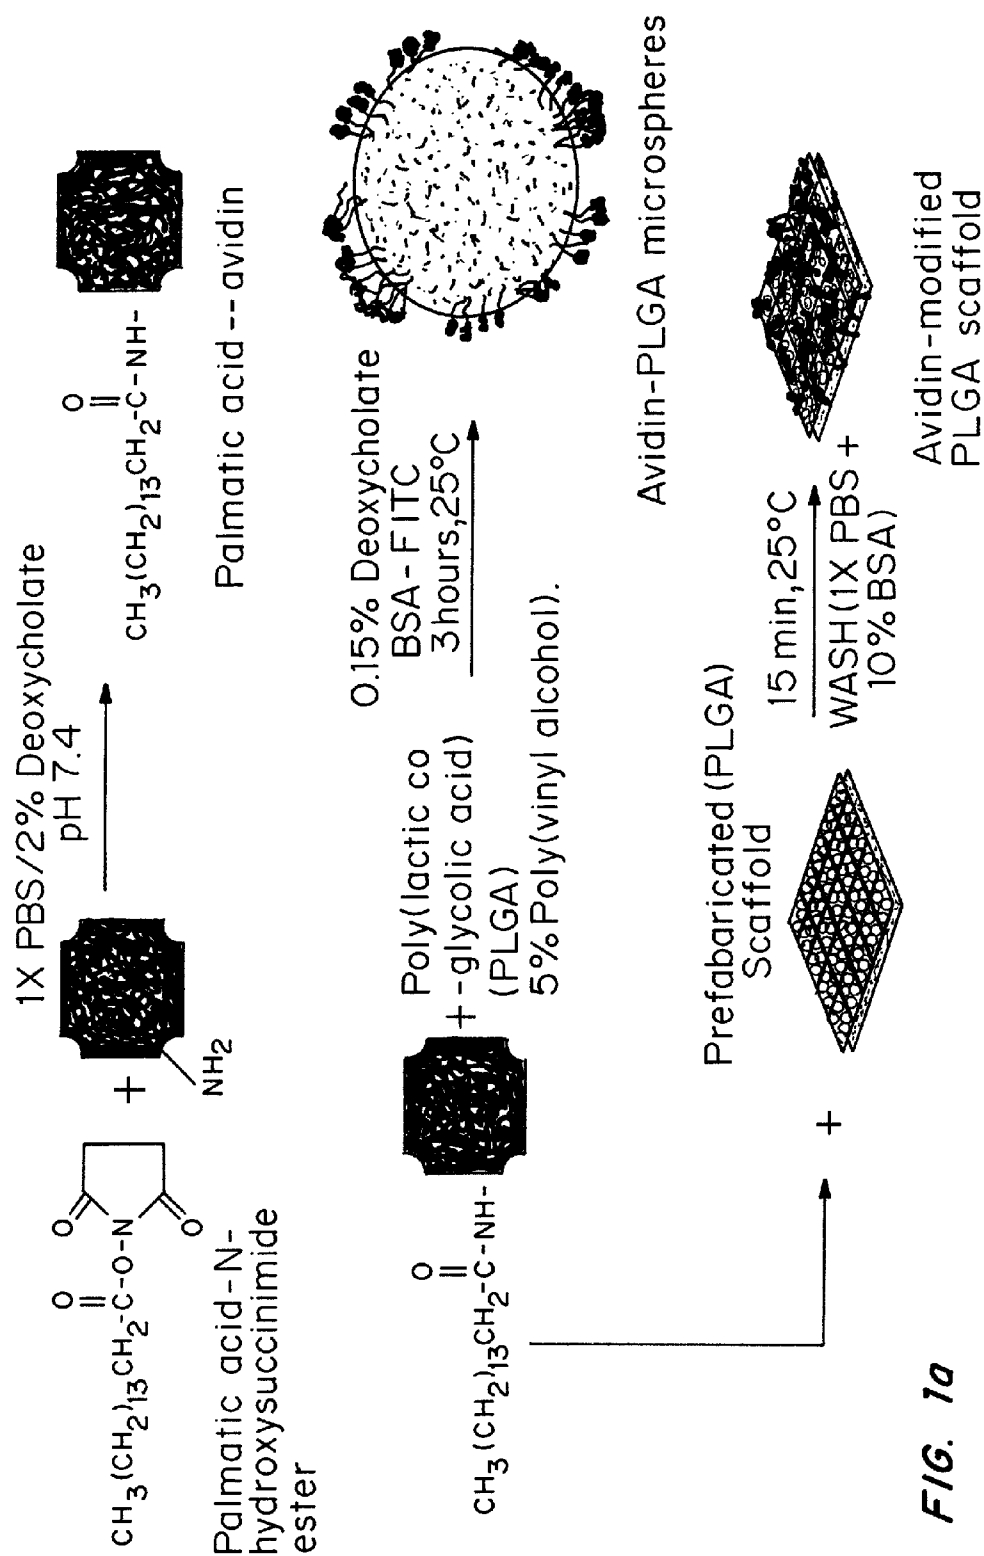 1X PBS/2% Deoxycholate
pH 7.4
CH3(CH2)13CH2-C-O-N
O
O
O
+
NH2
CH3(CH2)13CH2-C-NH-
O
Palmatic acid-N-
hydroxysuccinimide
ester
Palmatic acid--avidin
CH3(CH2)13CH2-C-NH-
O
+
Poly(lactic co
-glycolic acid)
(PLGA)
5% Poly(vinyl alcohol).
0.15% Deoxycholate
BSA-FITC
3hours,25°C
Avidin-PLGA microspheres
+
Prefabaricated (PLGA)
Scaffold
15 min,25°C
WASH (1X PBS +
10% BSA)
Avidin-modified
PLGA scaffold
FIG. 1a